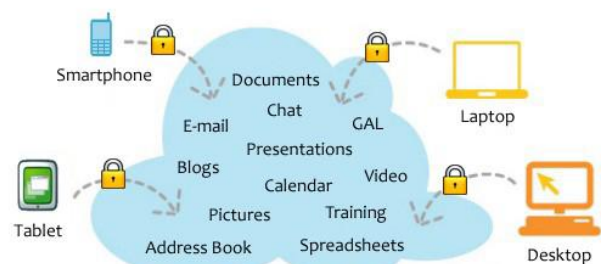 Smartphone
Documents
Laptop
Chat
E-mail
GAL
Presentations
Blogs
Video
Calendar
Tablet
Pictures
Training
Address Book
Spreadsheets
Desktop